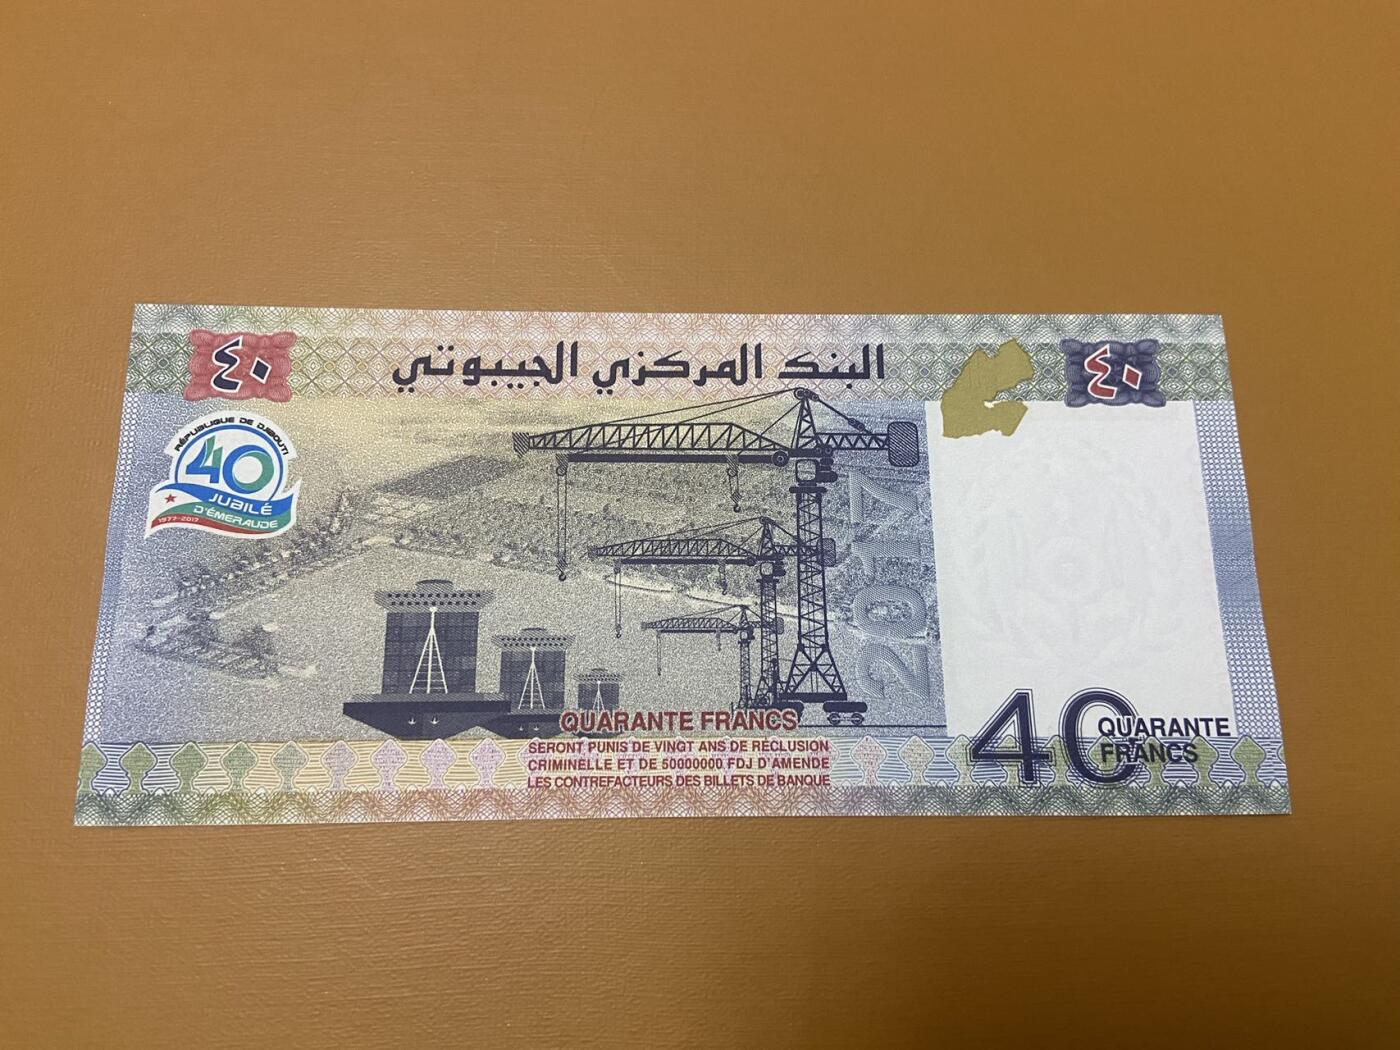 ٤٠
البنك المركزي الجيبوتي
٤٠
RÉPUBLIQUE DE DJIBOUTI
40
JUBILÉ
D'ÉMERAUDE
1977-2017
2017
QUARANTE FRANCS
SERONT PUNIS DE VINGT ANS DE RÉCLUSION
CRIMINELLE ET DE 50000000 FDJ D'AMENDE
LES CONTREFACTEURS DES BILLETS DE BANQUE
40
QUARANTE
FRANCS